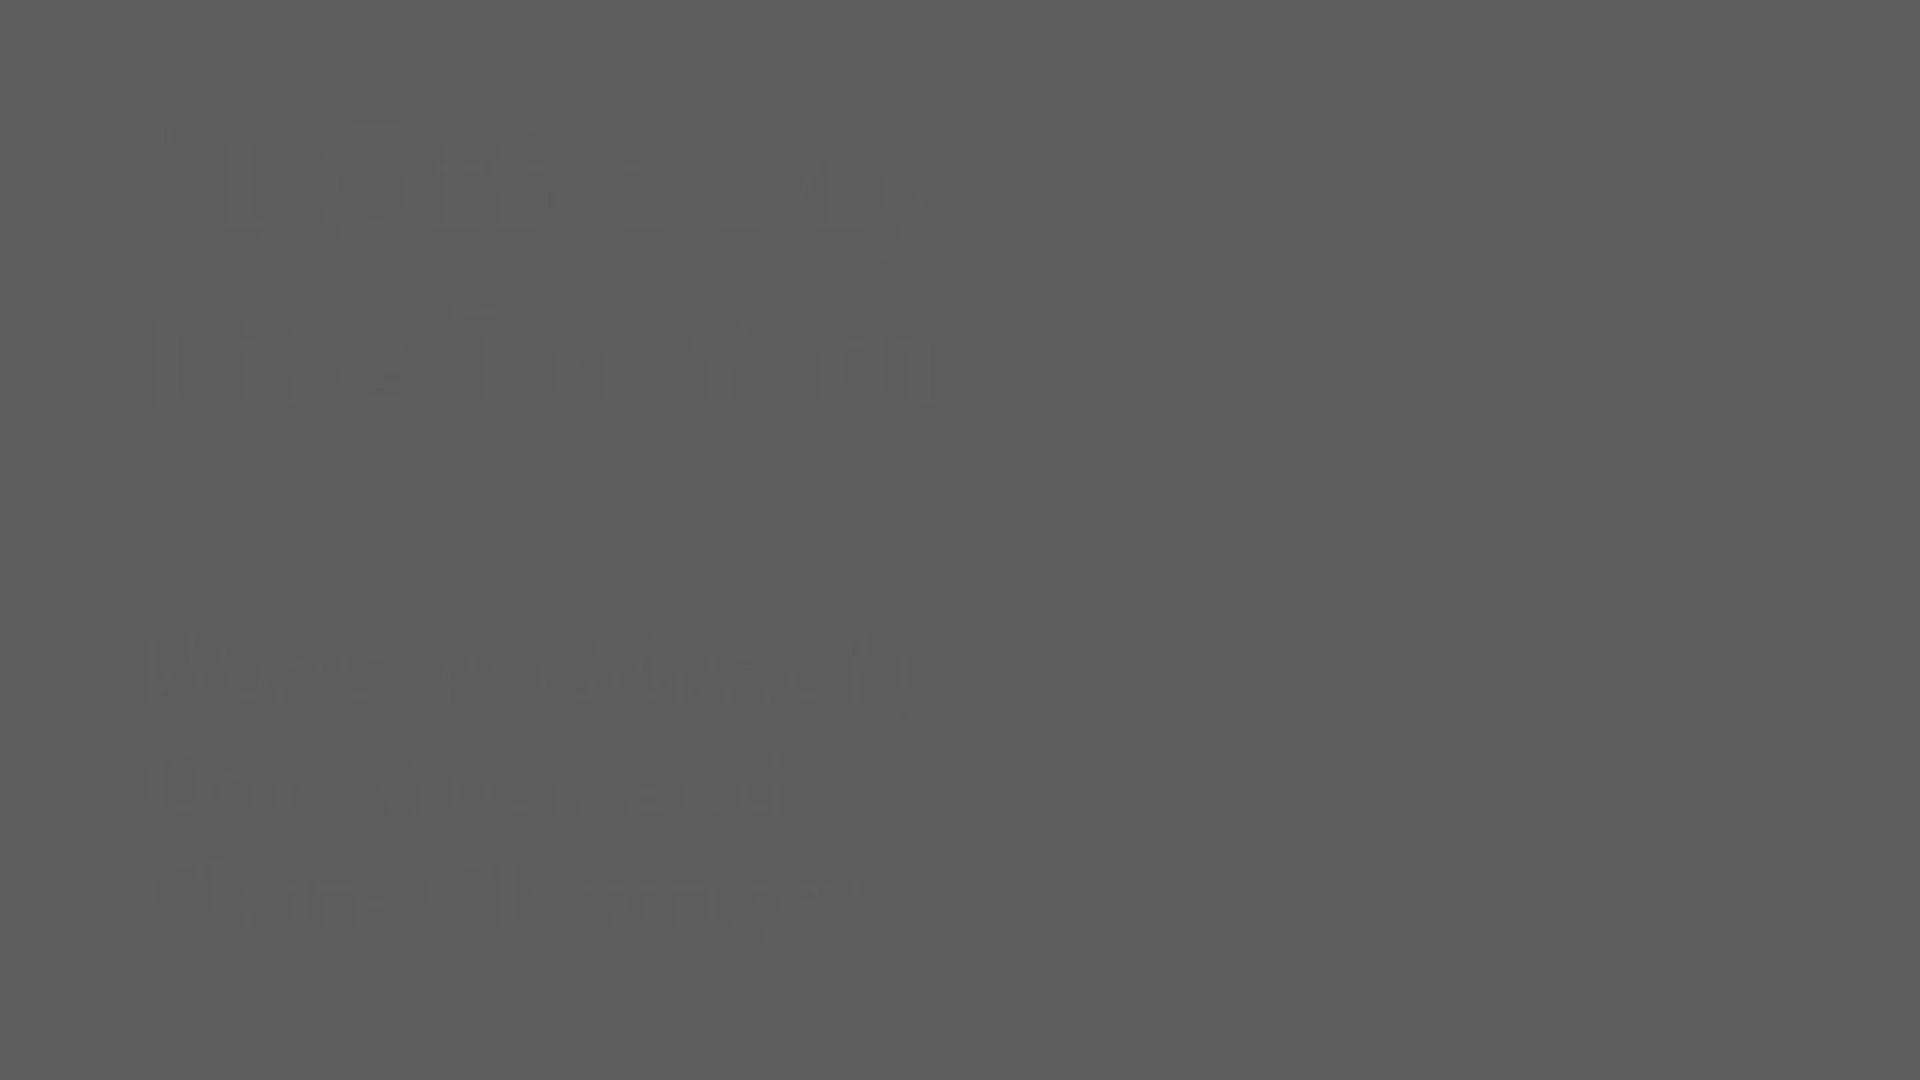 “I Offer My
Life To You
Words and Music by
Don Moen and
Claire Cloninger